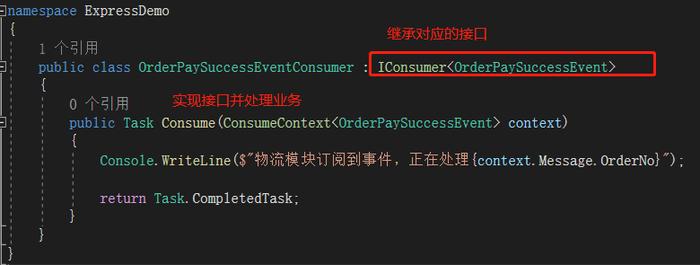 namespace ExpressDemo
{
继承对应的接口
1 个引用
public class OrderPaySuccessEventConsumer : IConsumer<OrderPaySuccessEvent>
{
0 个引用 实现接口并处理业务
public Task Consume(ConsumeContext<OrderPaySuccessEvent> context)
{
Console.WriteLine($"物流模块订阅到事件，正在处理{context.Message.OrderNo}");
return Task.CompletedTask;
}
}
}